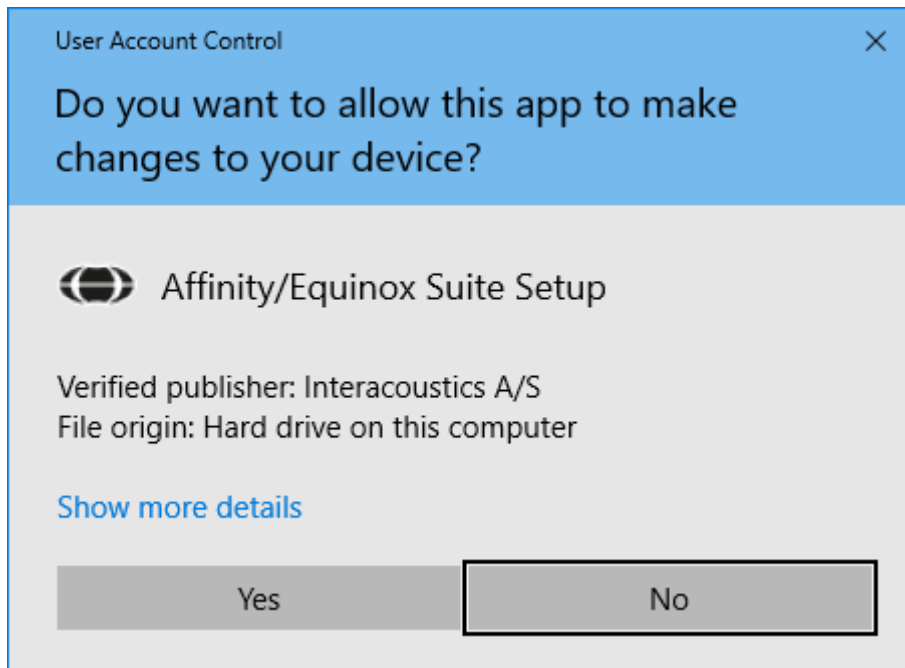 User Account Control
Do you want to allow this app to make
changes to your device?
Affinity/Equinox Suite Setup
Verified publisher: Interacoustics A/S
File origin: Hard drive on this computer
Show more details
Yes
No